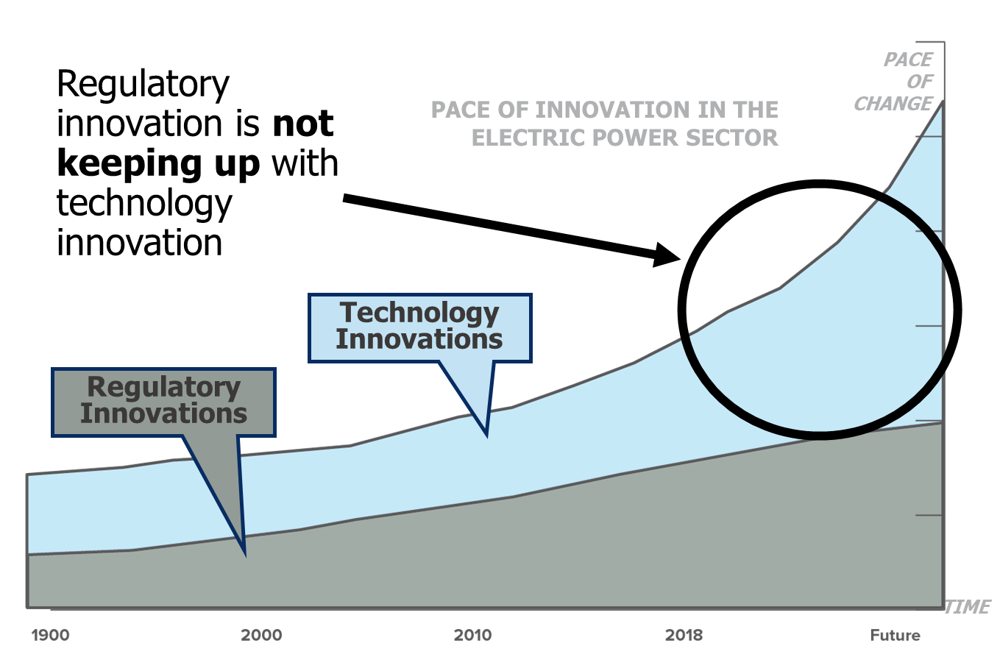 Regulatory
innovation is not
keeping up with
technology
innovation
PACE OF INNOVATION IN THE
ELECTRIC POWER SECTOR
PACE
OF
CHANGE
Technology
Innovations
Regulatory
Innovations
TIME
1900 2000 2010 2018 Future